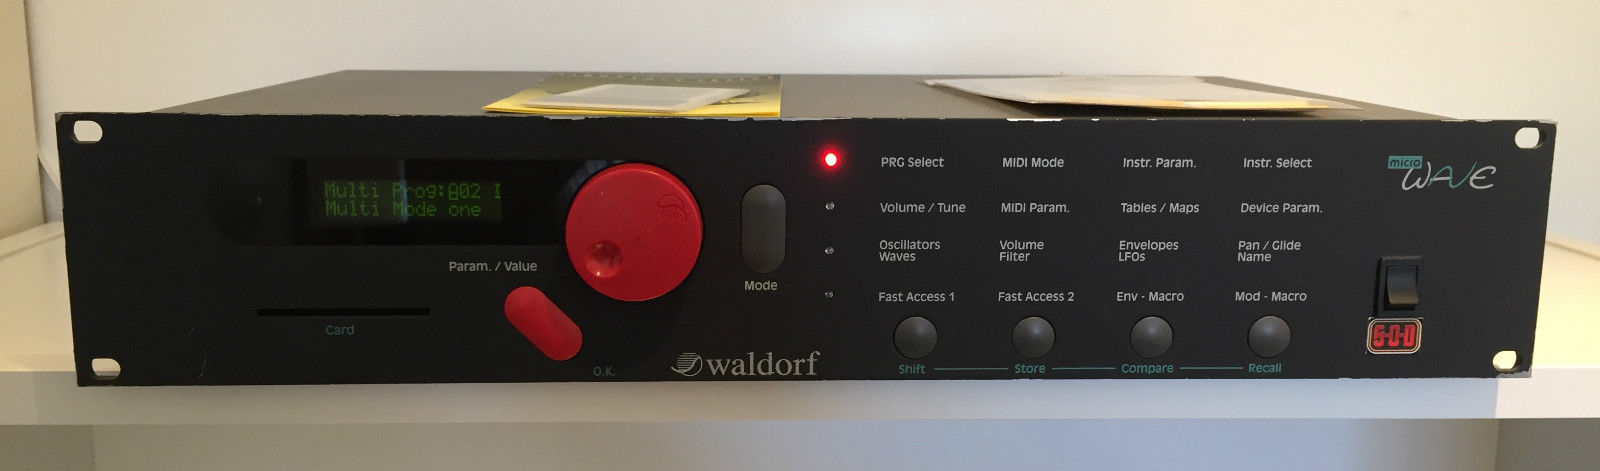 Multi Prog:A02 I
Multi Mode one
Param. / Value
Card
O.K.
Mode
waldorf
PRG Select MIDI Mode Instr. Param. Instr. Select
Volume / Tune MIDI Param. Tables / Maps Device Param.
Oscillators Volume Envelopes Pan / Glide
Waves Filter LFOs Name
Fast Access 1 Fast Access 2 Env - Macro Mod - Macro
Shift Store Compare Recall
micro
WAVE
S·O·D